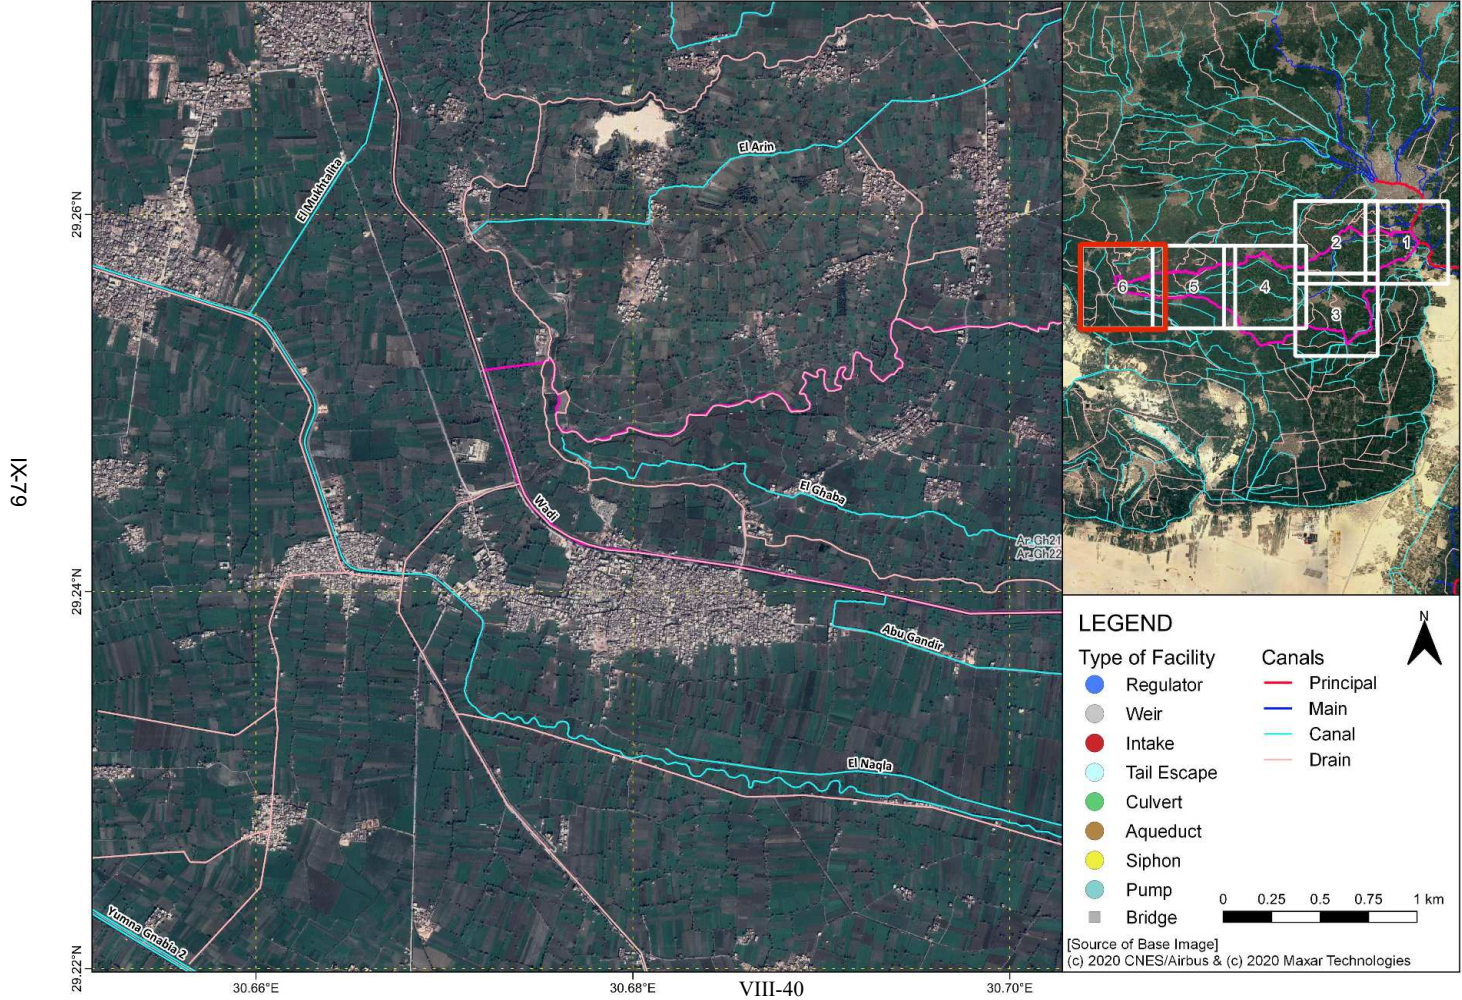 IX-79
29.26°N
29.24°N
29.22°N
30.66°E
30.68°E
30.70°E
VIII-40
El Mukhtalita
El Arin
Wadi
El Ghaba
Ar_Gh21
Ar_Gh22
Abu Gandir
El Naqla
Yumna Gnabia 2
1
2
3
4
5
6
LEGEND
N
Type of Facility
Regulator
Weir
Intake
Tail Escape
Culvert
Aqueduct
Siphon
Pump
Bridge
Canals
Principal
Main
Canal
Drain
0 0.25 0.5 0.75 1 km
[Source of Base Image]
(c) 2020 CNES/Airbus & (c) 2020 Maxar Technologies